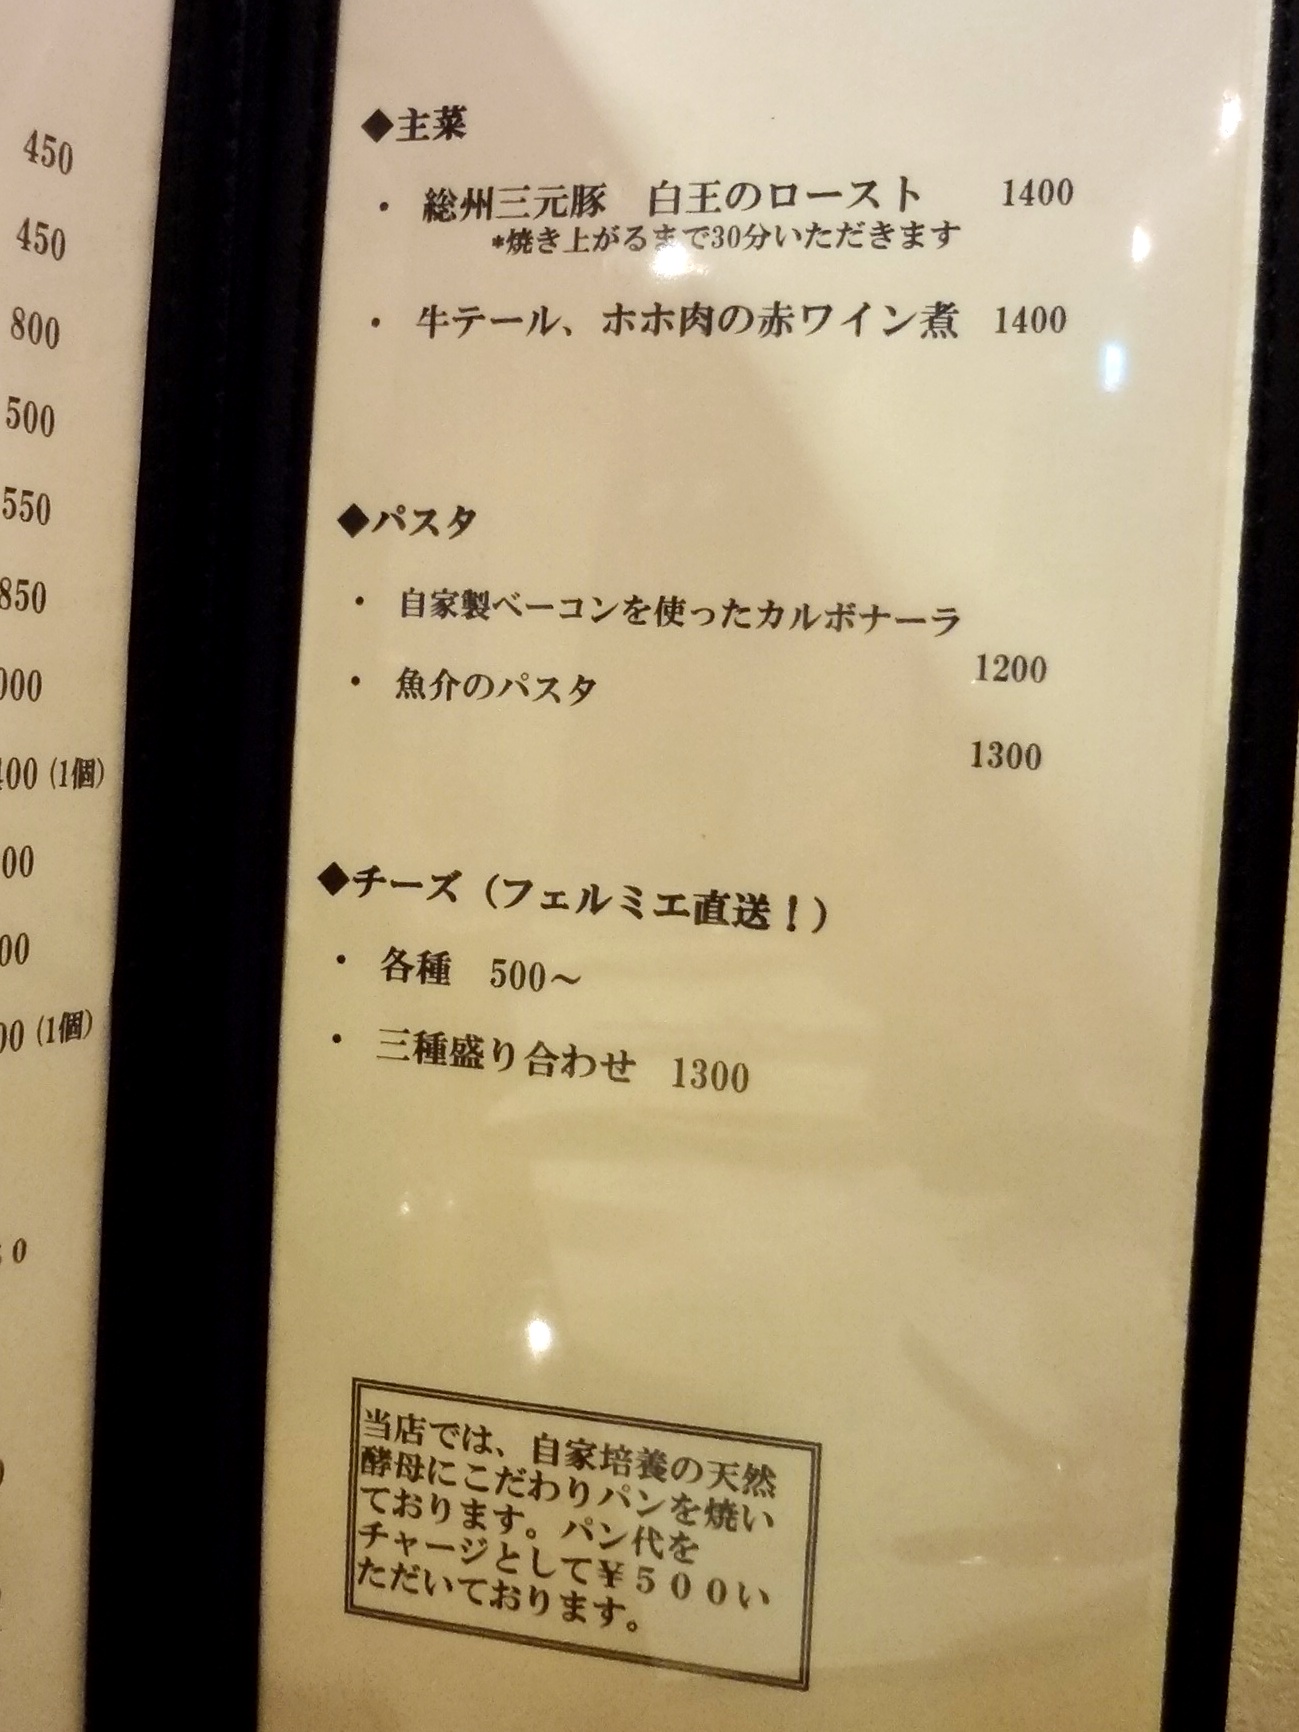 450
450
800
500
550
850
(1個)
(1個)
◆主菜
・ 総州三元豚　白王のロースト　1400
*焼き上がるまで30分いただきます
・ 牛テール、ホホ肉の赤ワイン煮　1400
◆パスタ
・ 自家製ベーコンを使ったカルボナーラ
1200
・ 魚介のパスタ
1300
◆チーズ（フェルミエ直送！）
・ 各種　500～
・ 三種盛り合わせ　1300
当店では、自家培養の天然
酵母にこだわりパンを焼い
ております。パン代を
チャージとして¥５００い
ただいております。